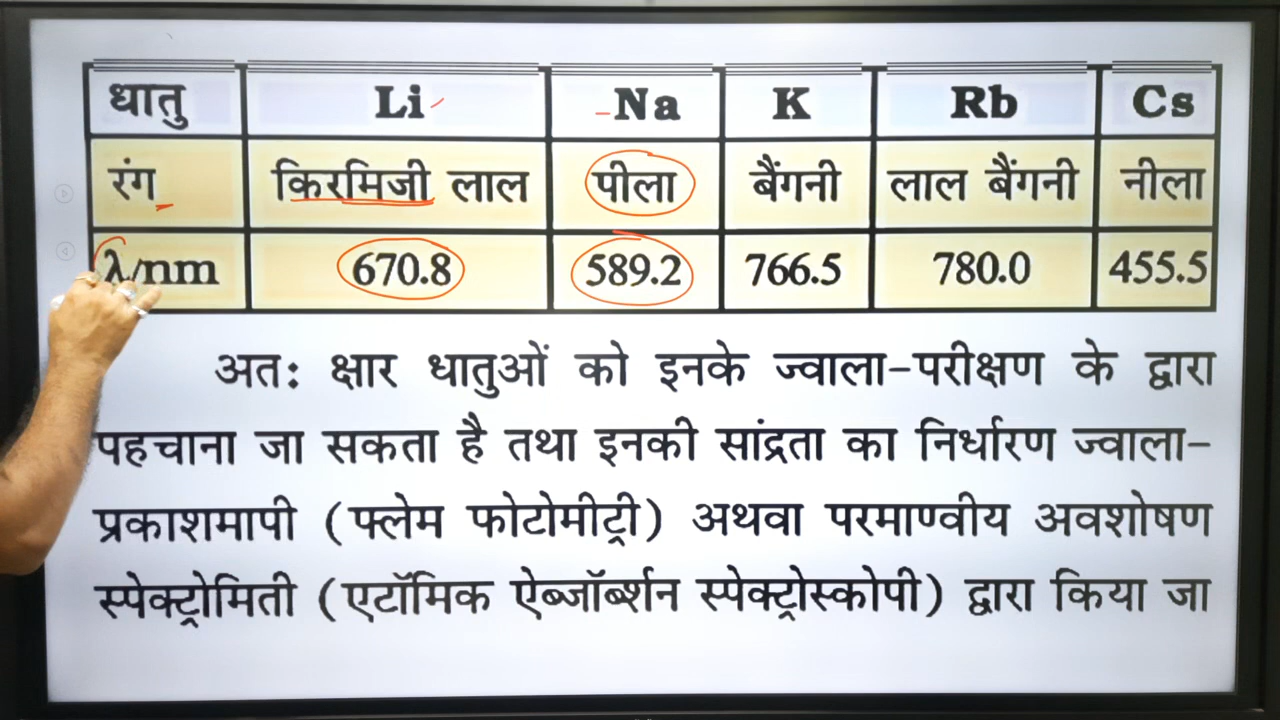 धातु Li Na K Rb Cs
रंग किरमिजी लाल पीला बैंगनी लाल बैंगनी नीला
λ/nm 670.8 589.2 766.5 780.0 455.5
अतः क्षार धातुओं को इनके ज्वाला-परीक्षण के द्वारा
पहचाना जा सकता है तथा इनकी सांद्रता का निर्धारण ज्वाला-
प्रकाशमापी (फ्लेम फोटोमीट्री) अथवा परमाण्वीय अवशोषण
स्पेक्ट्रोमिती (एटॉमिक ऐब्जॉर्ब्शन स्पेक्ट्रोस्कोपी) द्वारा किया जा